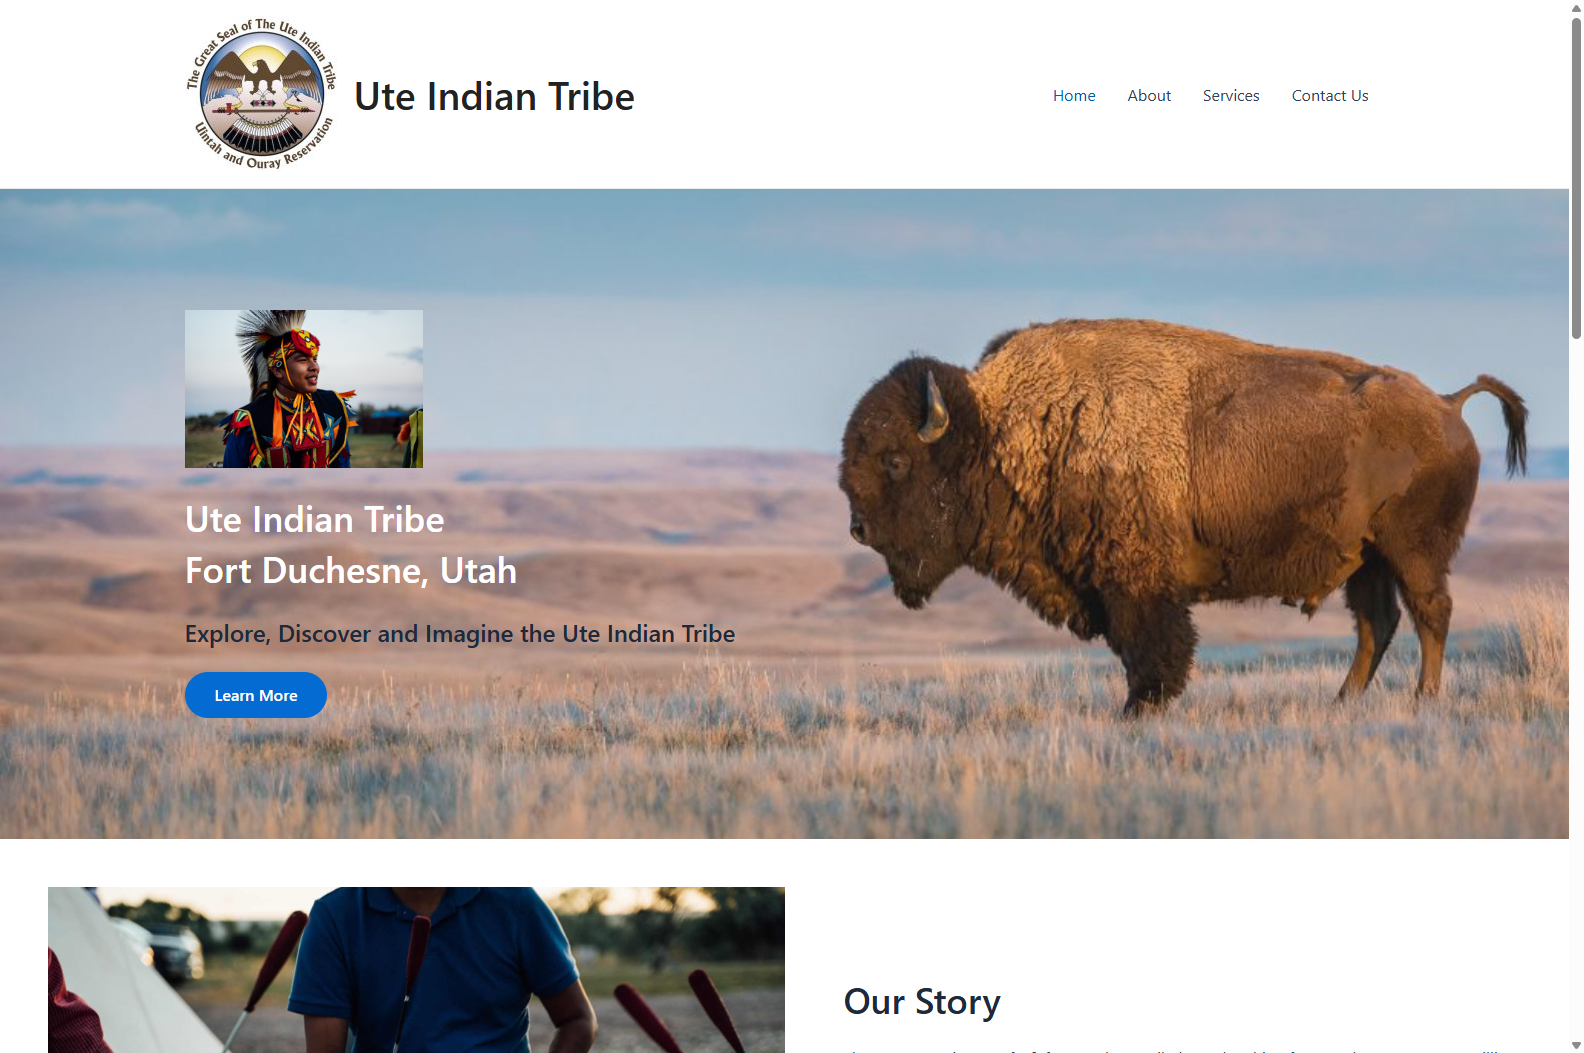 The Great Seal of The Ute Indian Tribe
Uintah and Ouray Reservation
Ute Indian Tribe
Home
About
Services
Contact Us
Ute Indian Tribe
Fort Duchesne, Utah
Explore, Discover and Imagine the Ute Indian Tribe
Learn More
Our Story